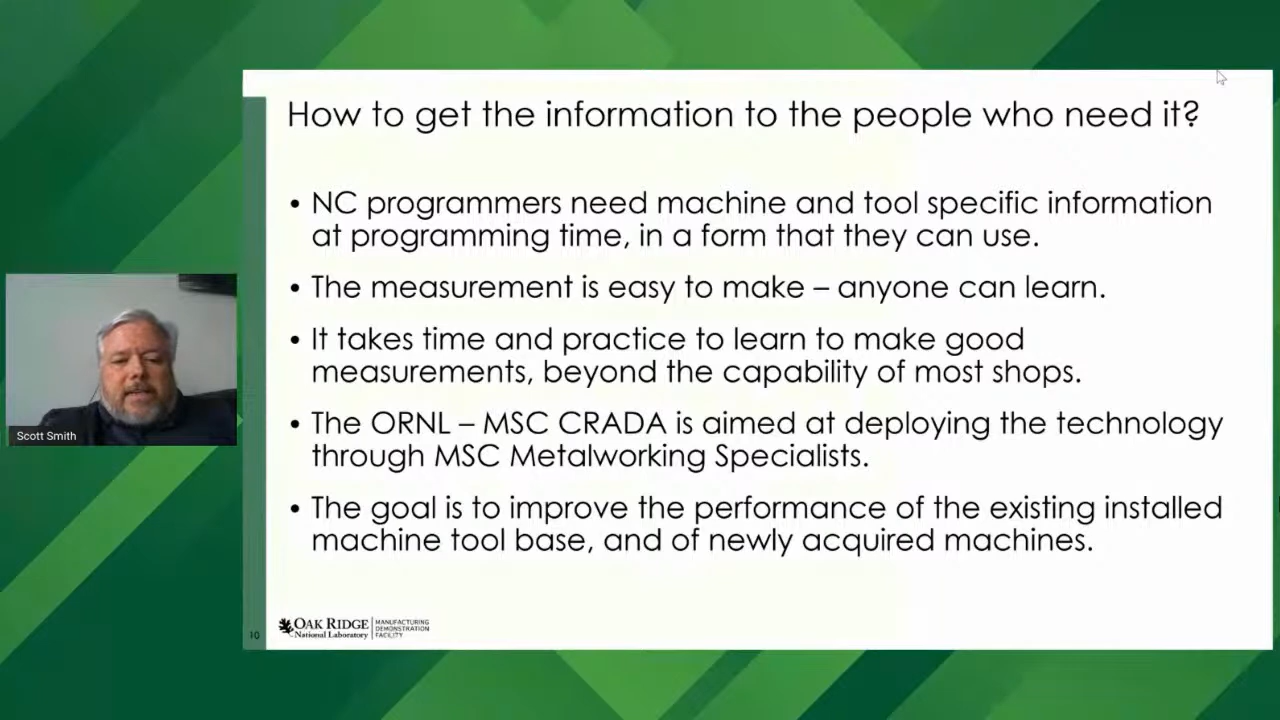 How to get the information to the people who need it?
• NC programmers need machine and tool specific information
at programming time, in a form that they can use.
• The measurement is easy to make – anyone can learn.
• It takes time and practice to learn to make good
measurements, beyond the capability of most shops.
• The ORNL – MSC CRADA is aimed at deploying the technology
through MSC Metalworking Specialists.
• The goal is to improve the performance of the existing installed
machine tool base, and of newly acquired machines.
Scott Smith
10
OAK RIDGE
National Laboratory
MANUFACTURING
DEMONSTRATION
FACILITY